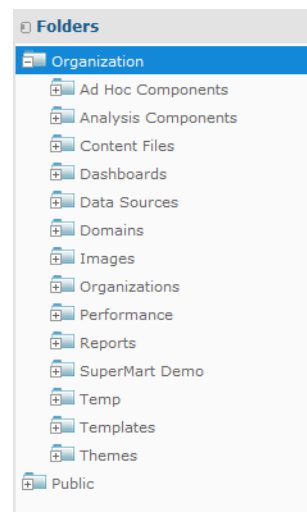 Folders
Organization
Ad Hoc Components
Analysis Components
Content Files
Dashboards
Data Sources
Domains
Images
Organizations
Performance
Reports
SuperMart Demo
Temp
Templates
Themes
Public